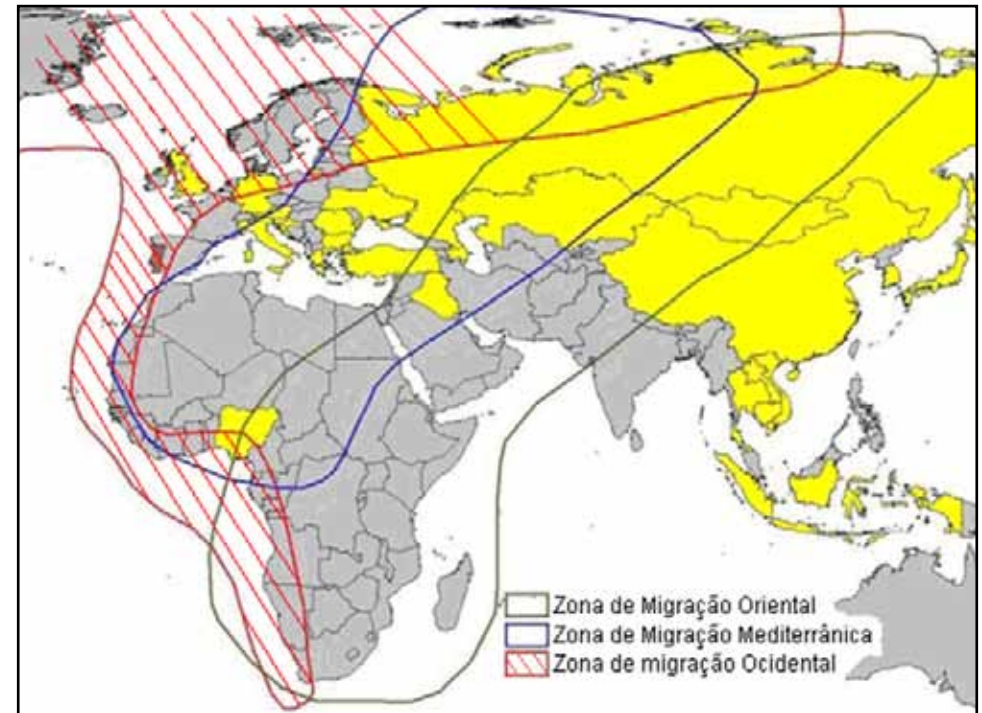 Zona de Migração Oriental
Zona de Migração Mediterrânica
Zona de migração Ocidental